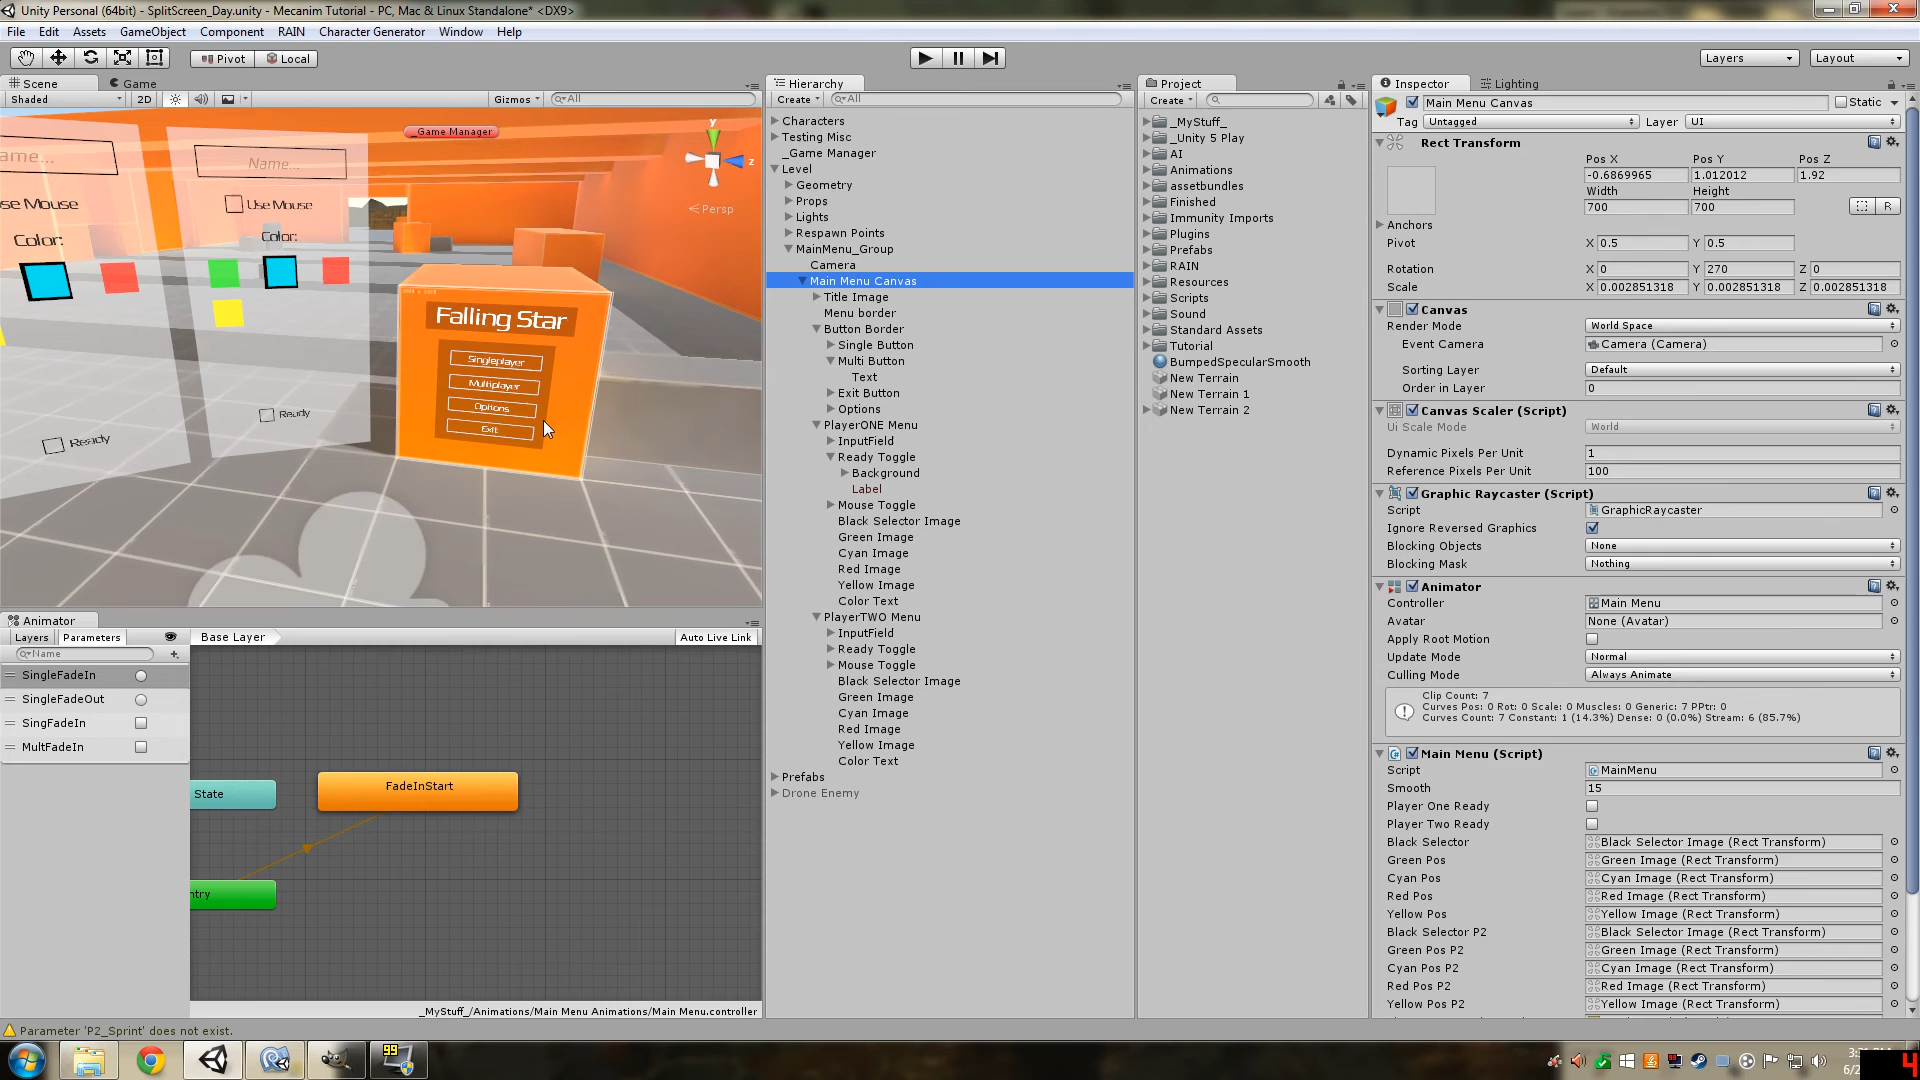 Unity Personal (64bit) - SplitScreen_Day.unity - Mecanim Tutorial - PC, Mac & Linux Standalone* <DX9>
File Edit Assets GameObject Component RAIN Character Generator Window Help
Pivot Local Layers Layout
Scene Game
Shaded 2D Gizmos All
_Game Manager
y
z
Persp
ame...
Name...
se Mouse
Use Mouse
Color:
Color:
Ready
Ready
Falling Star
Singleplayer
Multiplayer
Options
Exit
Animator
Layers Parameters Base Layer Auto Live Link
Name
SingleFadeIn
SingleFadeOut
SingFadeIn
MultFadeIn
State
FadeInStart
ntry
_MyStuff_/Animations/Main Menu Animations/Main Menu.controller
Parameter 'P2_Sprint' does not exist.
Hierarchy
Create All
Characters
Testing Misc
_Game Manager
Level
Geometry
Props
Lights
Respawn Points
MainMenu_Group
Camera
Main Menu Canvas
Title Image
Menu border
Button Border
Single Button
Multi Button
Text
Exit Button
Options
PlayerONE Menu
InputField
Ready Toggle
Background
Label
Mouse Toggle
Black Selector Image
Green Image
Cyan Image
Red Image
Yellow Image
Color Text
PlayerTWO Menu
InputField
Ready Toggle
Mouse Toggle
Black Selector Image
Green Image
Cyan Image
Red Image
Yellow Image
Color Text
Prefabs
Drone Enemy
Project
Create
_MyStuff_
_Unity 5 Play
AI
Animations
assetbundles
Finished
Immunity Imports
Plugins
Prefabs
RAIN
Resources
Scripts
Sound
Standard Assets
Tutorial
BumpedSpecularSmooth
New Terrain
New Terrain 1
New Terrain 2
Inspector Lighting
Main Menu Canvas Static
Tag Untagged Layer UI
Rect Transform
Pos X Pos Y Pos Z
-0.6869965 1.012012 1.92
Width Height
700 700 R
Anchors
Pivot X 0.5 Y 0.5
Rotation X 0 Y 270 Z 0
Scale X 0.002851318 Y 0.002851318 Z 0.002851318
Canvas
Render Mode World Space
Event Camera Camera (Camera)
Sorting Layer Default
Order in Layer 0
Canvas Scaler (Script)
Ui Scale Mode World
Dynamic Pixels Per Unit 1
Reference Pixels Per Unit 100
Graphic Raycaster (Script)
Script GraphicRaycaster
Ignore Reversed Graphics
Blocking Objects None
Blocking Mask Nothing
Animator
Controller Main Menu
Avatar None (Avatar)
Apply Root Motion
Update Mode Normal
Culling Mode Always Animate
Clip Count: 7
Curves Pos: 0 Rot: 0 Scale: 0 Muscles: 0 Generic: 7 PPtr: 0
Curves Count: 7 Constant: 1 (14.3%) Dense: 0 (0.0%) Stream: 6 (85.7%)
Main Menu (Script)
Script MainMenu
Smooth 15
Player One Ready
Player Two Ready
Black Selector Black Selector Image (Rect Transform)
Green Pos Green Image (Rect Transform)
Cyan Pos Cyan Image (Rect Transform)
Red Pos Red Image (Rect Transform)
Yellow Pos Yellow Image (Rect Transform)
Black Selector P2 Black Selector Image (Rect Transform)
Green Pos P2 Green Image (Rect Transform)
Cyan Pos P2 Cyan Image (Rect Transform)
Red Pos P2 Red Image (Rect Transform)
Yellow Pos P2 Yellow Image (Rect Transform)
99
4